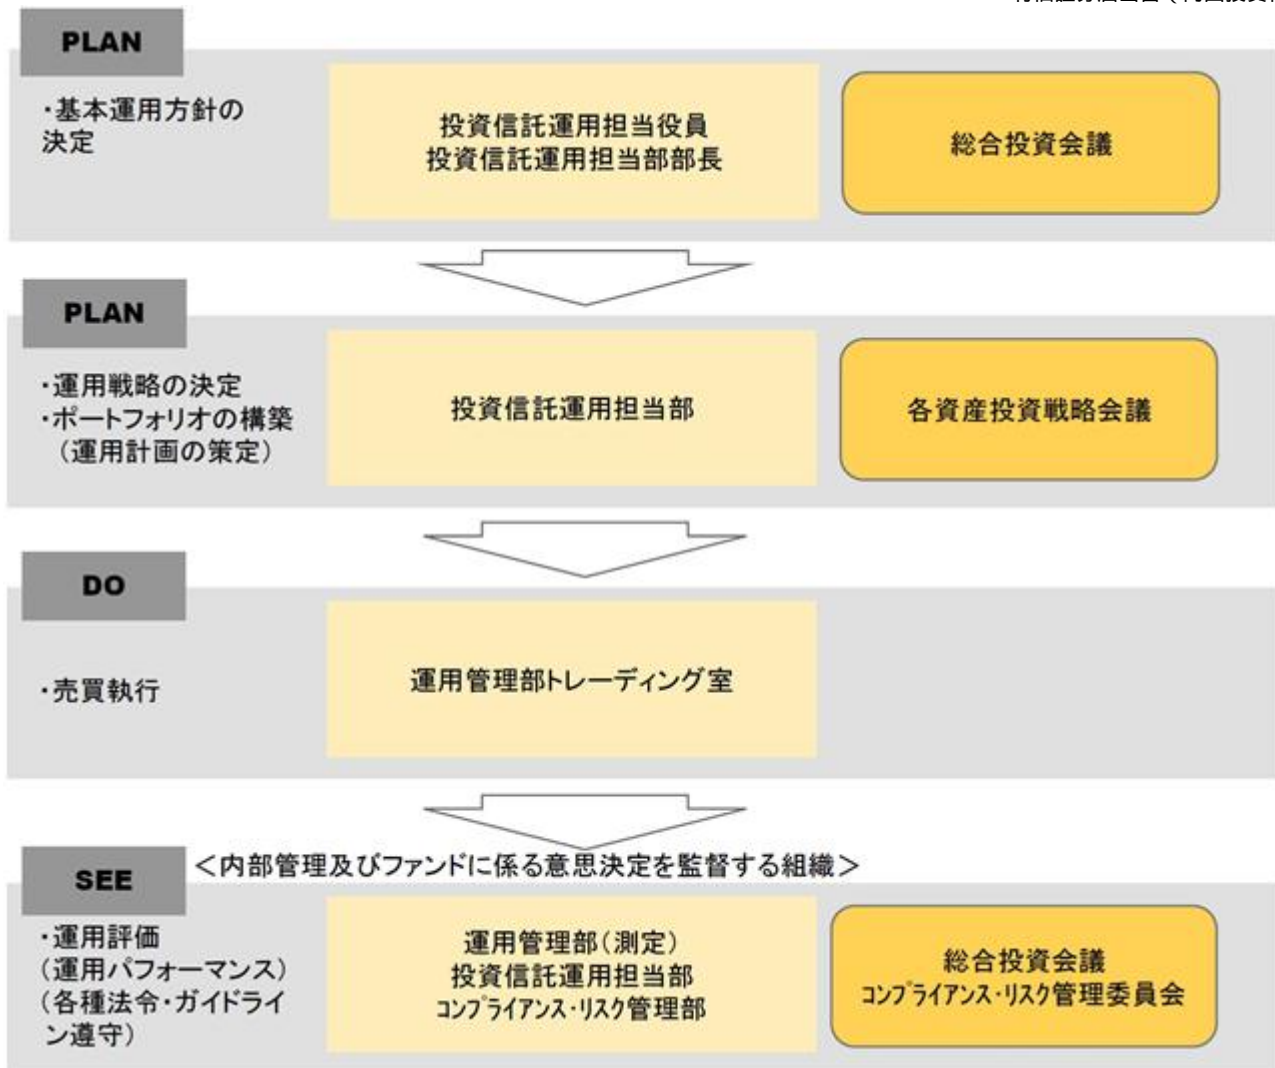 PLAN
・基本運用方針の
決定
投資信託運用担当役員
投資信託運用担当部部長
総合投資会議
PLAN
・運用戦略の決定
・ポートフォリオの構築
（運用計画の策定）
投資信託運用担当部
各資産投資戦略会議
DO
・売買執行
運用管理部トレーディング室
SEE
＜内部管理及びファンドに係る意思決定を監督する組織＞
・運用評価
（運用パフォーマンス）
（各種法令・ガイドライ
ン遵守）
運用管理部（測定）
投資信託運用担当部
ｺﾝﾌﾟﾗｲｱﾝｽ・ﾘｽｸ管理部
総合投資会議
ｺﾝﾌﾟﾗｲｱﾝｽ・ﾘｽｸ管理委員会